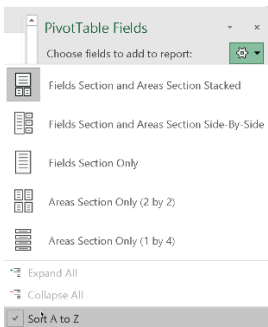 PivotTable Fields
Choose fields to add to report:
Fields Section and Areas Section Stacked
Fields Section and Areas Section Side-By-Side
Fields Section Only
Areas Section Only (2 by 2)
Areas Section Only (1 by 4)
Expand All
Collapse All
Sort A to Z